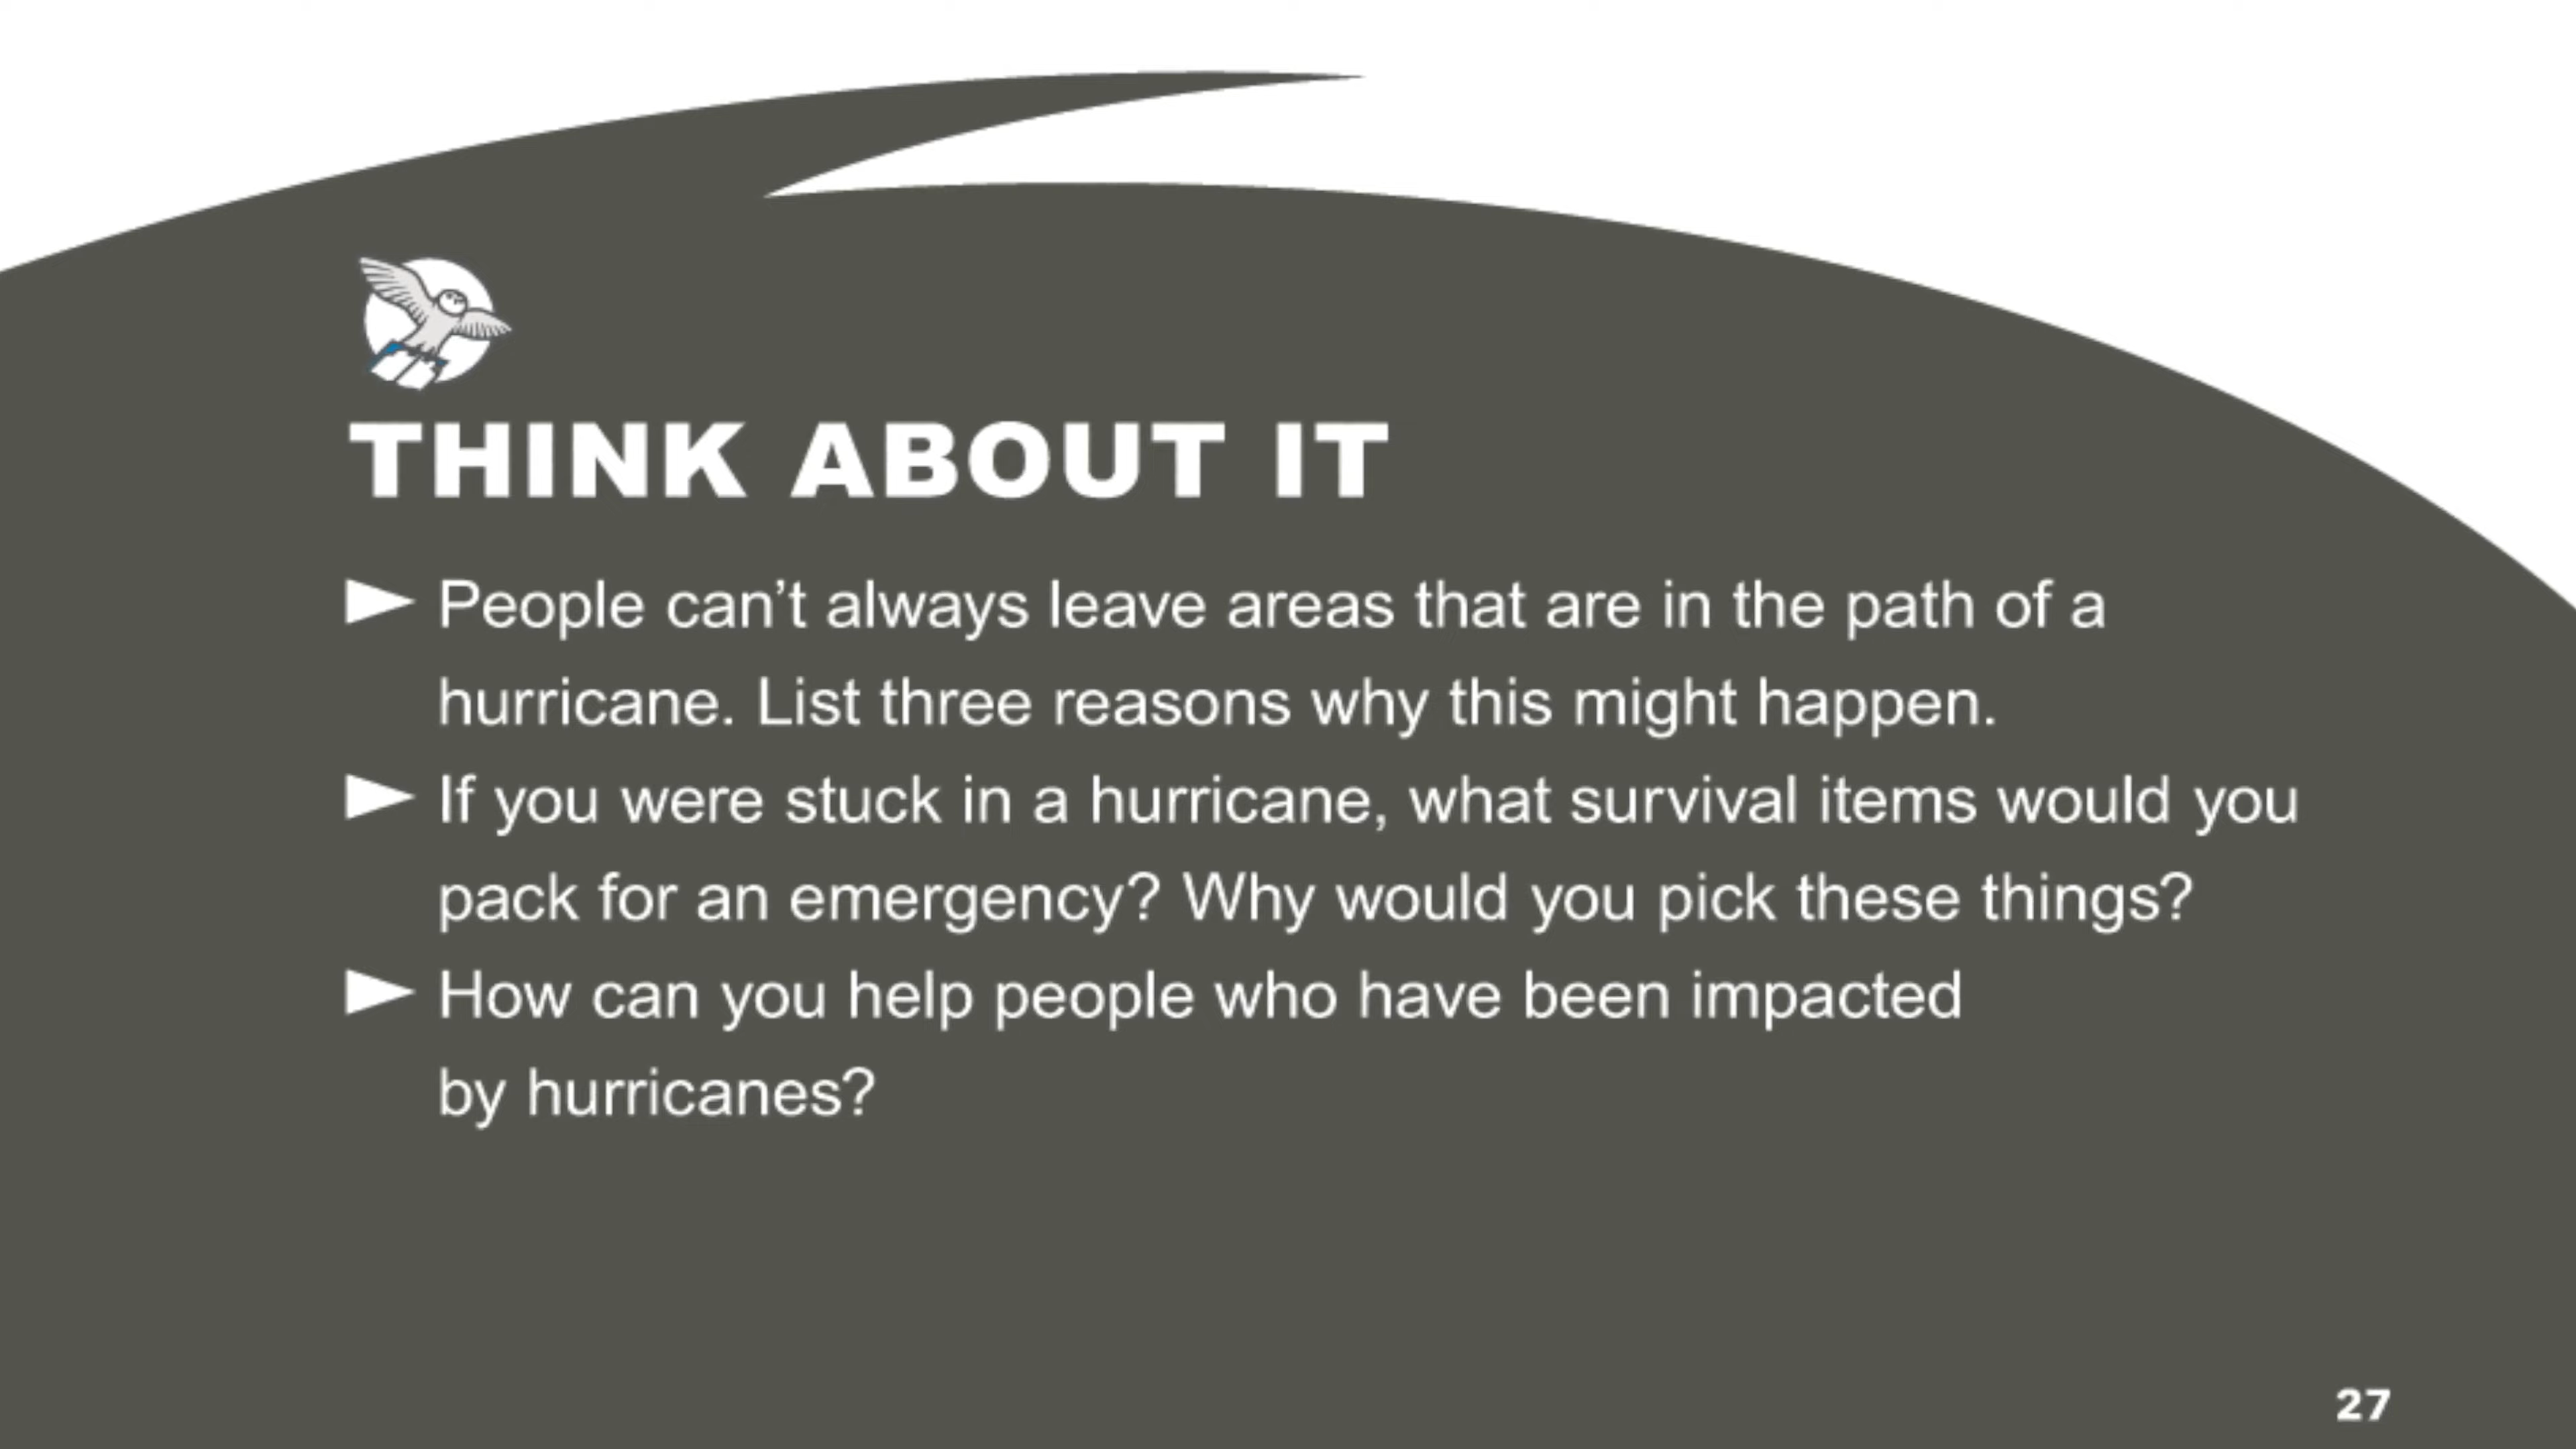 THINK ABOUT IT
People can’t always leave areas that are in the path of a
hurricane. List three reasons why this might happen.
If you were stuck in a hurricane, what survival items would you
pack for an emergency? Why would you pick these things?
How can you help people who have been impacted
by hurricanes?
27